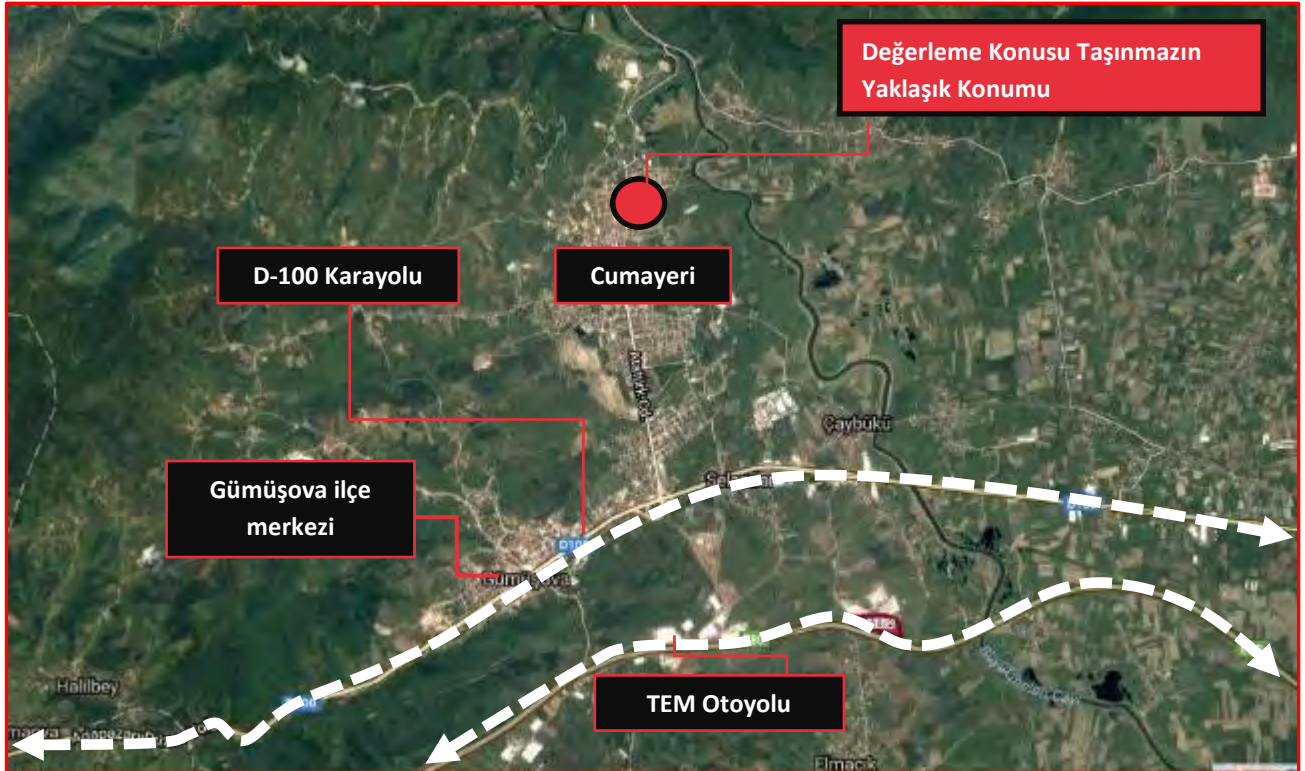 Değerleme Konusu Taşınmazın
Yaklaşık Konumu
D-100 Karayolu
Cumayeri
Çaybükü
Gümüşova ilçe
merkezi
Gümüşova
Halilbey
TEM Otoyolu
Elmacık